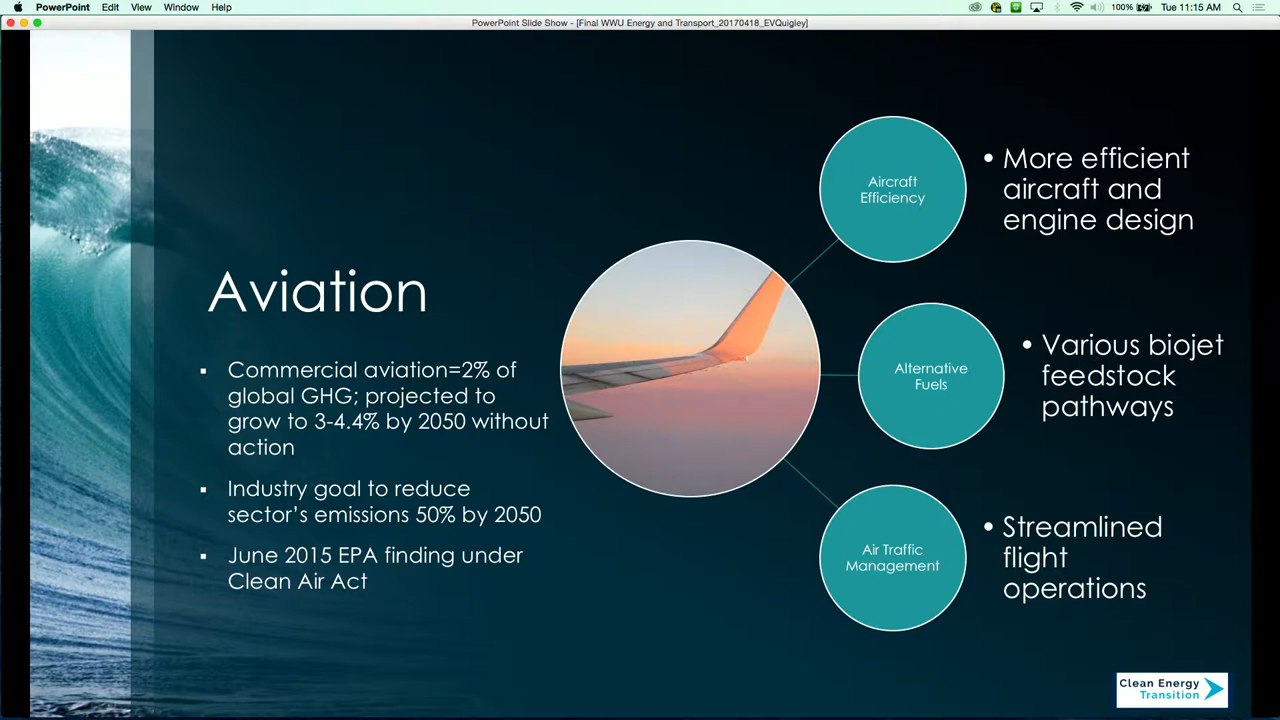 PowerPoint Edit View Window Help
100% Tue 11:15 AM
PowerPoint Slide Show - [Final WWU Energy and Transport_20170418_EVQuigley]
Aviation
▪ Commercial aviation=2% of
global GHG; projected to
grow to 3-4.4% by 2050 without
action
▪ Industry goal to reduce
sector's emissions 50% by 2050
▪ June 2015 EPA finding under
Clean Air Act
Aircraft
Efficiency
• More efficient
aircraft and
engine design
Alternative
Fuels
• Various biojet
feedstock
pathways
Air Traffic
Management
• Streamlined
flight
operations
Clean Energy
Transition